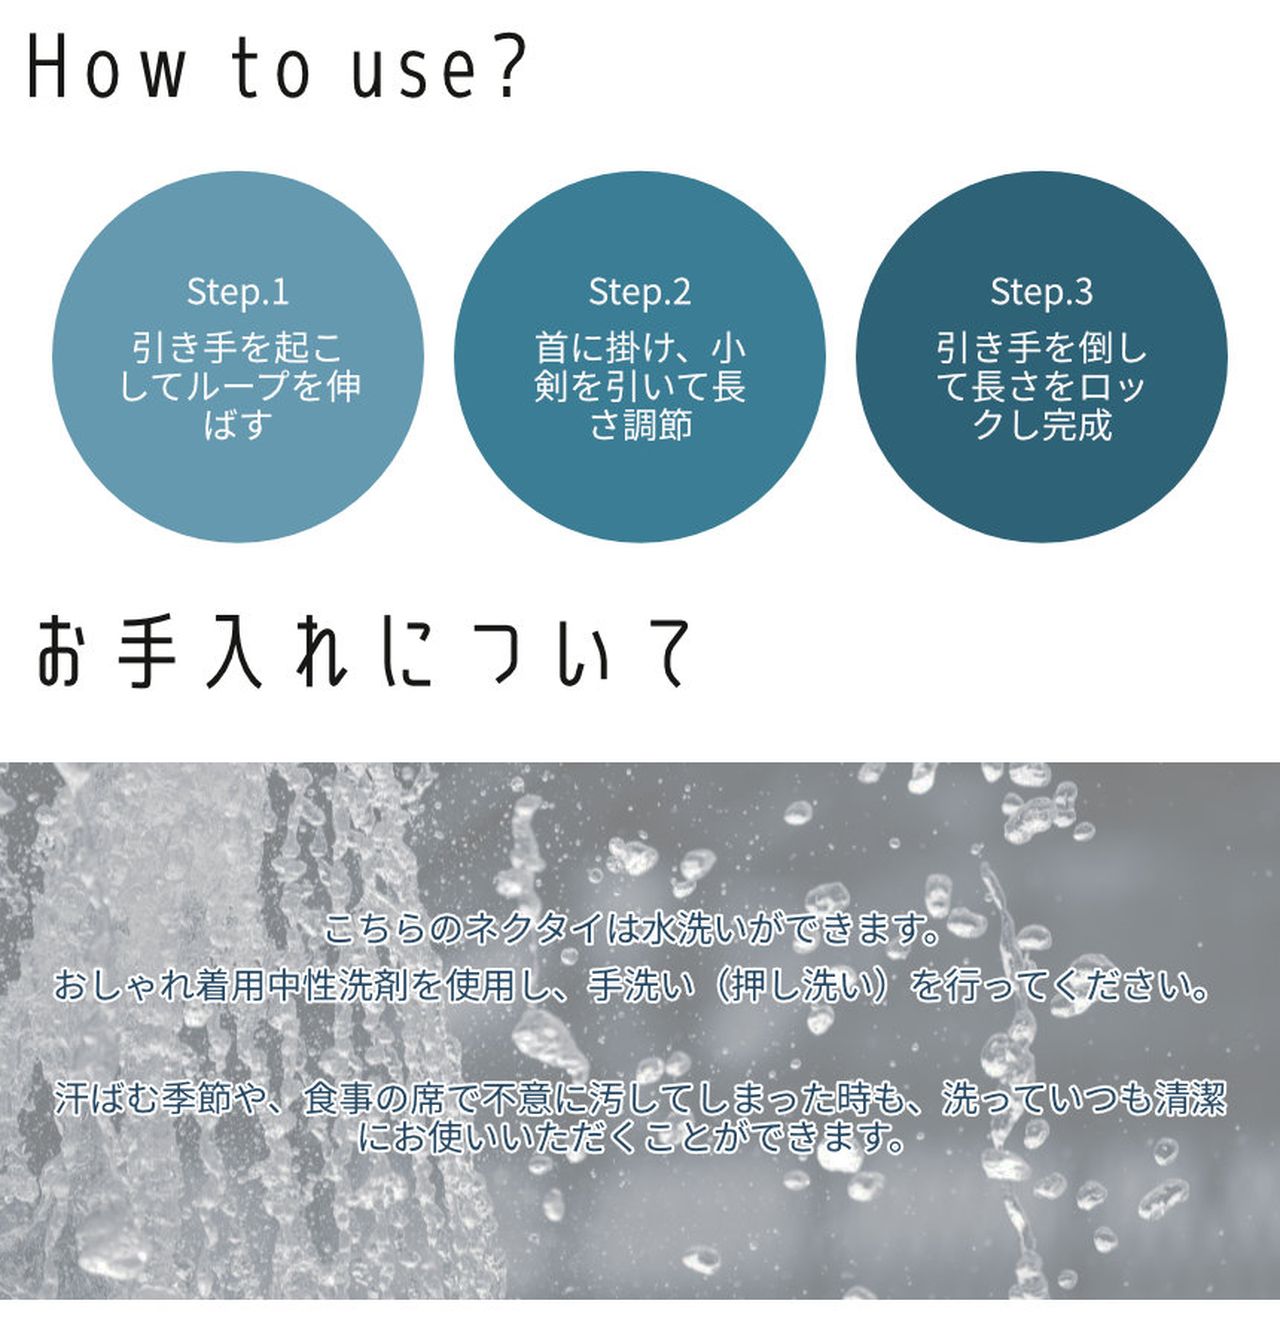 How to use?
Step.1
引き手を起こ
してループを伸
ばす
Step.2
首に掛け、小
剣を引いて長
さ調節
Step.3
引き手を倒し
て長さをロッ
クし完成
お手入れについて
こちらのネクタイは水洗いができます。
おしゃれ着用中性洗剤を使用し、手洗い（押し洗い）を行ってください。
汗ばむ季節や、食事の席で不意に汚してしまった時も、洗っていつも清潔
にお使いいただくことができます。